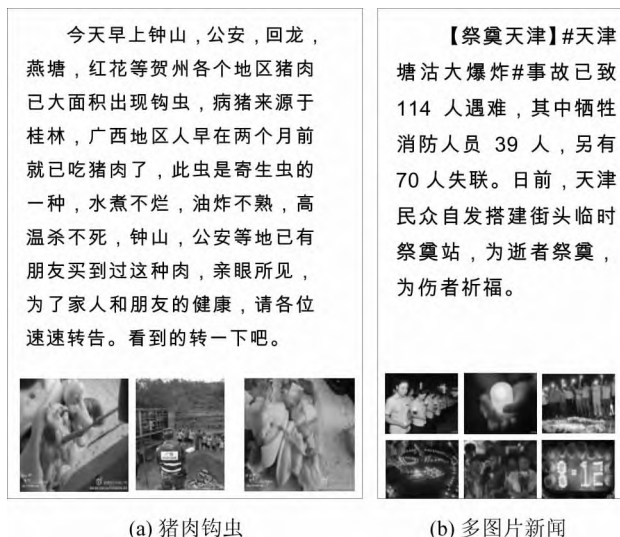 今天早上钟山，公安，回龙，
燕塘，红花等贺州各个地区猪肉
已大面积出现钩虫，病猪来源于
桂林，广西地区人早在两个月前
就已吃猪肉了，此虫是寄生虫的
一种，水煮不烂，油炸不熟，高
温杀不死，钟山，公安等地已有
朋友买到过这种肉，亲眼所见，
为了家人和朋友的健康，请各位
速速转告。看到的转一下吧。
(a) 猪肉钩虫
【祭奠天津】#天津
塘沽大爆炸#事故已致
114 人遇难，其中牺牲
消防人员 39 人，另有
70 人失联。日前，天津
民众自发搭建街头临时
祭奠站，为逝者祭奠，
为伤者祈福。
8·12
(b) 多图片新闻